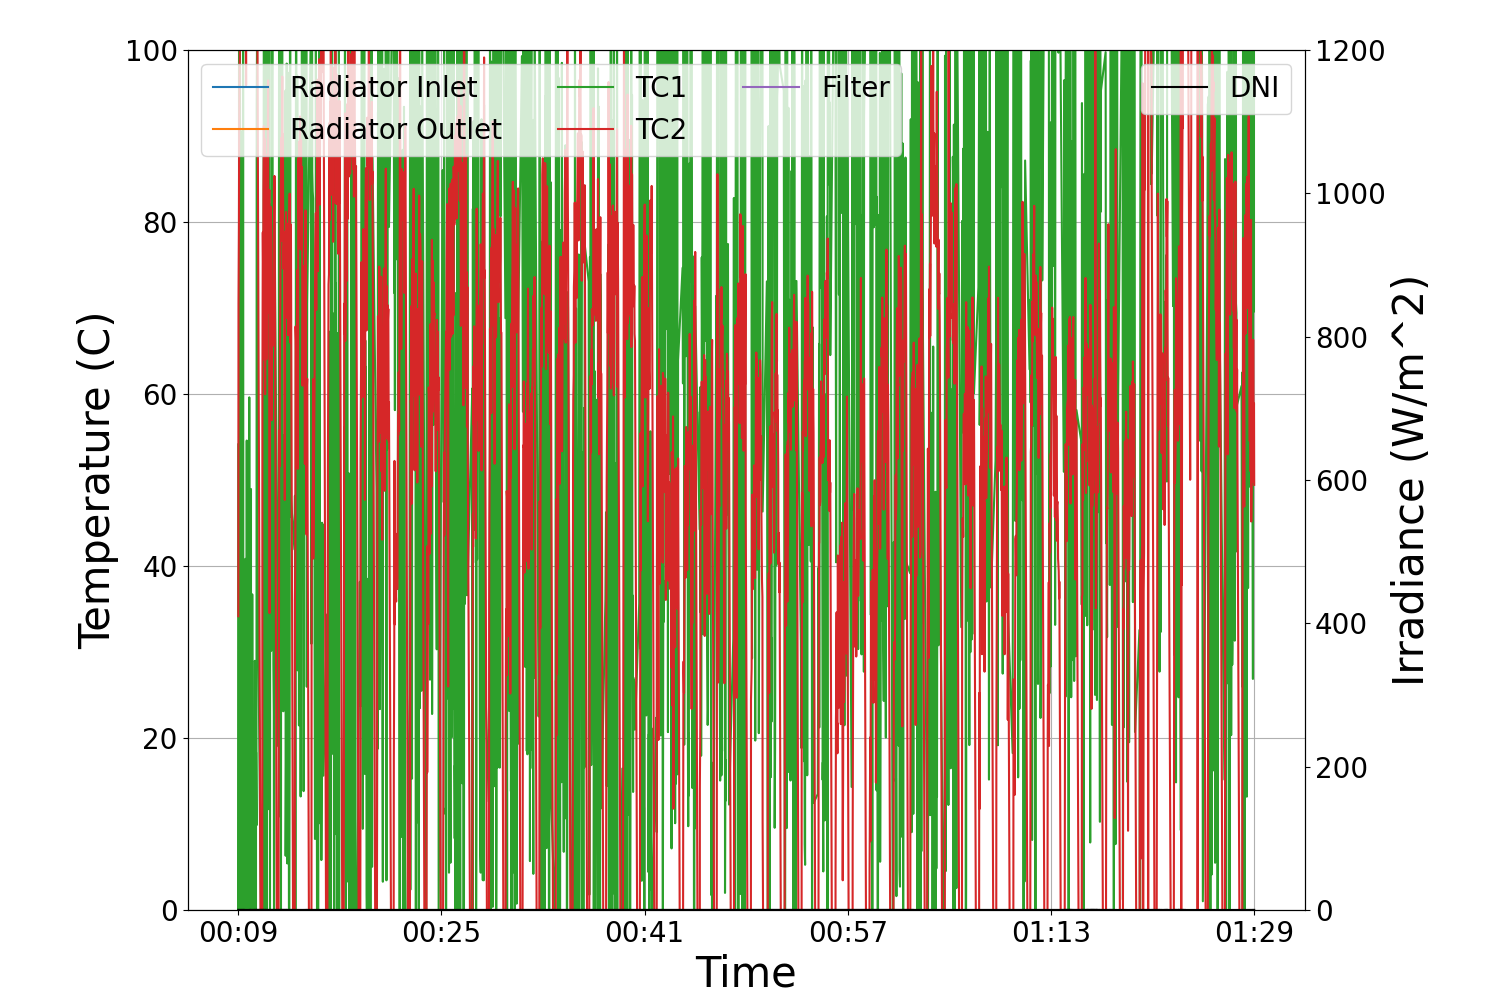 Radiator Inlet
Radiator Outlet
TC1
TC2
Filter
DNI
Temperature (C)
100
80
60
40
20
0
1200
1000
800
600
400
200
0
Irradiance (W/m^2)
00:09 00:25 00:41 00:57 01:13 01:29
Time